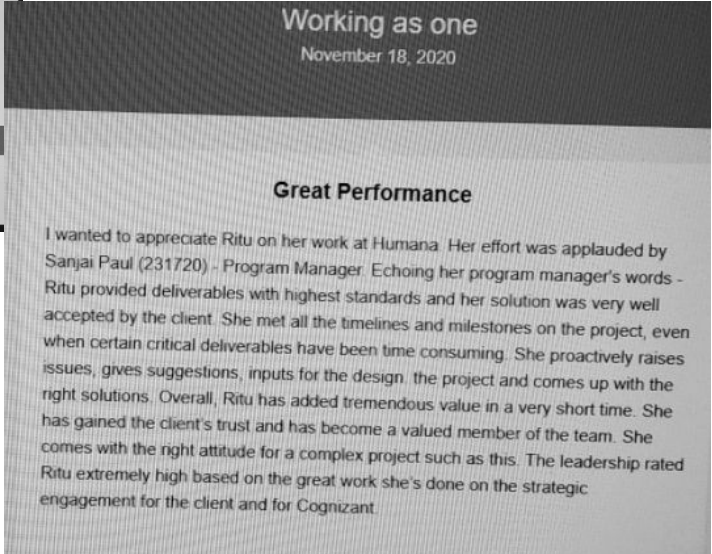 Working as one
November 18, 2020
Great Performance
I wanted to appreciate Ritu on her work at Humana. Her effort was applauded by
Sanjai Paul (231720) - Program Manager. Echoing her program manager's words -
Ritu provided deliverables with highest standards and her solution was very well
accepted by the client. She met all the timelines and milestones on the project, even
when certain critical deliverables have been time consuming. She proactively raises
issues, gives suggestions, inputs for the design. the project and comes up with the
right solutions. Overall, Ritu has added tremendous value in a very short time. She
has gained the client's trust and has become a valued member of the team. She
comes with the right attitude for a complex project such as this. The leadership rated
Ritu extremely high based on the great work she's done on the strategic
engagement for the client and for Cognizant.